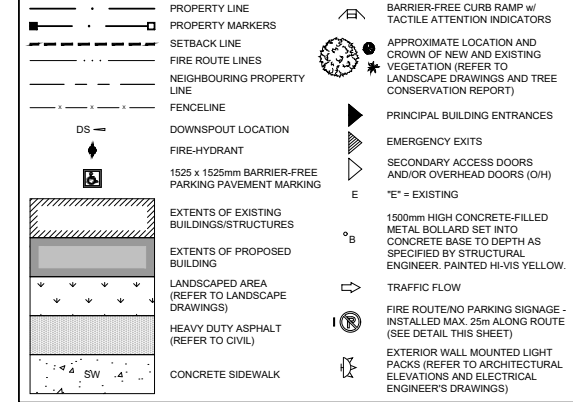 PROPERTY LINE
PROPERTY MARKERS
SETBACK LINE
FIRE ROUTE LINES
NEIGHBOURING PROPERTY
LINE
x x x
FENCELINE
DS
DOWNSPOUT LOCATION
FIRE-HYDRANT
1525 x 1525mm BARRIER-FREE
PARKING PAVEMENT MARKING
EXTENTS OF EXISTING
BUILDINGS/STRUCTURES
EXTENTS OF PROPOSED
BUILDING
LANDSCAPED AREA
(REFER TO LANDSCAPE
DRAWINGS)
HEAVY DUTY ASPHALT
(REFER TO CIVIL)
SW
CONCRETE SIDEWALK
BARRIER-FREE CURB RAMP w/
TACTILE ATTENTION INDICATORS
APPROXIMATE LOCATION AND
CROWN OF NEW AND EXISTING
VEGETATION (REFER TO
LANDSCAPE DRAWINGS AND TREE
CONSERVATION REPORT)
PRINCIPAL BUILDING ENTRANCES
EMERGENCY EXITS
SECONDARY ACCESS DOORS
AND/OR OVERHEAD DOORS (O/H)
E
"E" = EXISTING
B
1500mm HIGH CONCRETE-FILLED
METAL BOLLARD SET INTO
CONCRETE BASE TO DEPTH AS
SPECIFIED BY STRUCTURAL
ENGINEER. PAINTED HI-VIS YELLOW.
TRAFFIC FLOW
P
FIRE ROUTE/NO PARKING SIGNAGE -
INSTALLED MAX. 25m ALONG ROUTE
(SEE DETAIL THIS SHEET)
EXTERIOR WALL MOUNTED LIGHT
PACKS (REFER TO ARCHITECTURAL
ELEVATIONS AND ELECTRICAL
ENGINEER'S DRAWINGS)